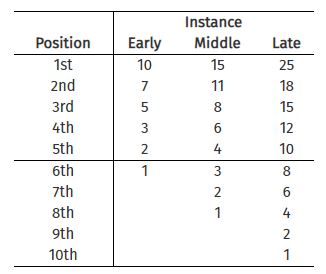 Instance
Position Early Middle Late
1st 10 15 25
2nd 7 11 18
3rd 5 8 15
4th 3 6 12
5th 2 4 10
6th 1 3 8
7th 2 6
8th 1 4
9th 2
10th 1